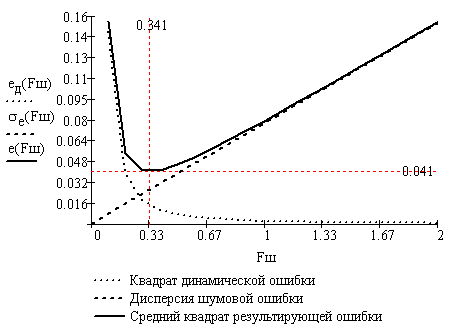 0.16
0.341
0.14
0.13
0.11
eд(Fш)
0.095
σe(Fш)
0.08
e(Fш)
0.064
0.048
0.041
0.032
0.016
0 0.33 0.67 1 1.33 1.67 2
Fш
Квадрат динамической ошибки
Дисперсия шумовой ошибки
Средний квадрат результирующей ошибки